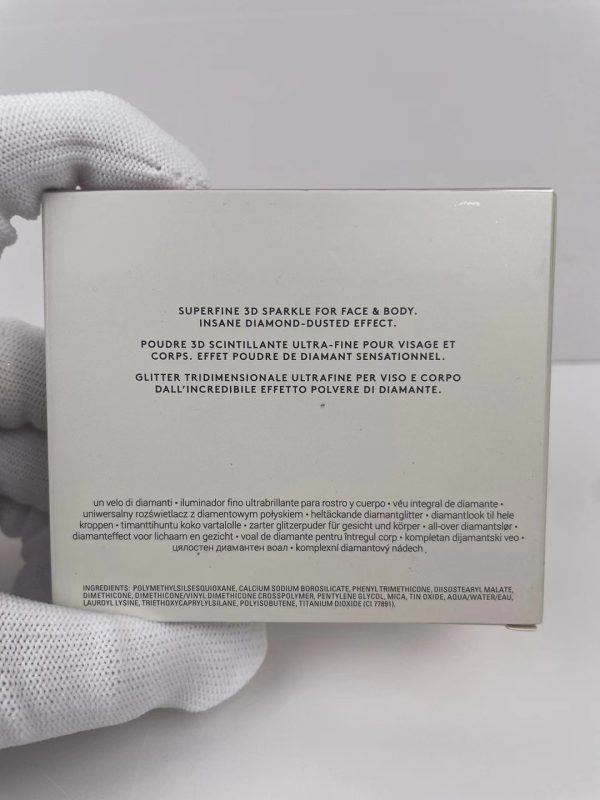 SUPERFINE 3D SPARKLE FOR FACE & BODY.
INSANE DIAMOND-DUSTED EFFECT.
POUDRE 3D SCINTILLANTE ULTRA-FINE POUR VISAGE ET
CORPS. EFFET POUDRE DE DIAMANT SENSATIONNEL.
GLITTER TRIDIMENSIONALE ULTRAFINE PER VISO E CORPO
DALL'INCREDIBILE EFFETTO POLVERE DI DIAMANTE.
un velo di diamanti • iluminador fino ultrabrillante para rostro y cuerpo • véu integral de diamante •
uniwersalny rozświetlacz z diamentowym połyskiem • heltäckande diamantglitter • diamantlook til hele
kroppen • timanttihuntu koko vartalolle • zarter glitzerpuder für gesicht und körper • all-over diamantslør •
diamanteffect voor lichaam en gezicht • voal de diamante pentru întregul corp • kompletan dijamantski veo •
цялостен диамантен воал • komplexní diamantový nádech
INGREDIENTS: POLYMETHYLSILSESQUIOXANE, CALCIUM SODIUM BOROSILICATE, PHENYL TRIMETHICONE, DIISOSTEARYL MALATE,
DIMETHICONE, DIMETHICONE/VINYL DIMETHICONE CROSSPOLYMER, PENTYLENE GLYCOL, MICA, TIN OXIDE, AQUA/WATER/EAU,
LAUROYL LYSINE, TRIETHOXYCAPRYLYLSILANE, POLYISOBUTENE, TITANIUM DIOXIDE (CI 77891).